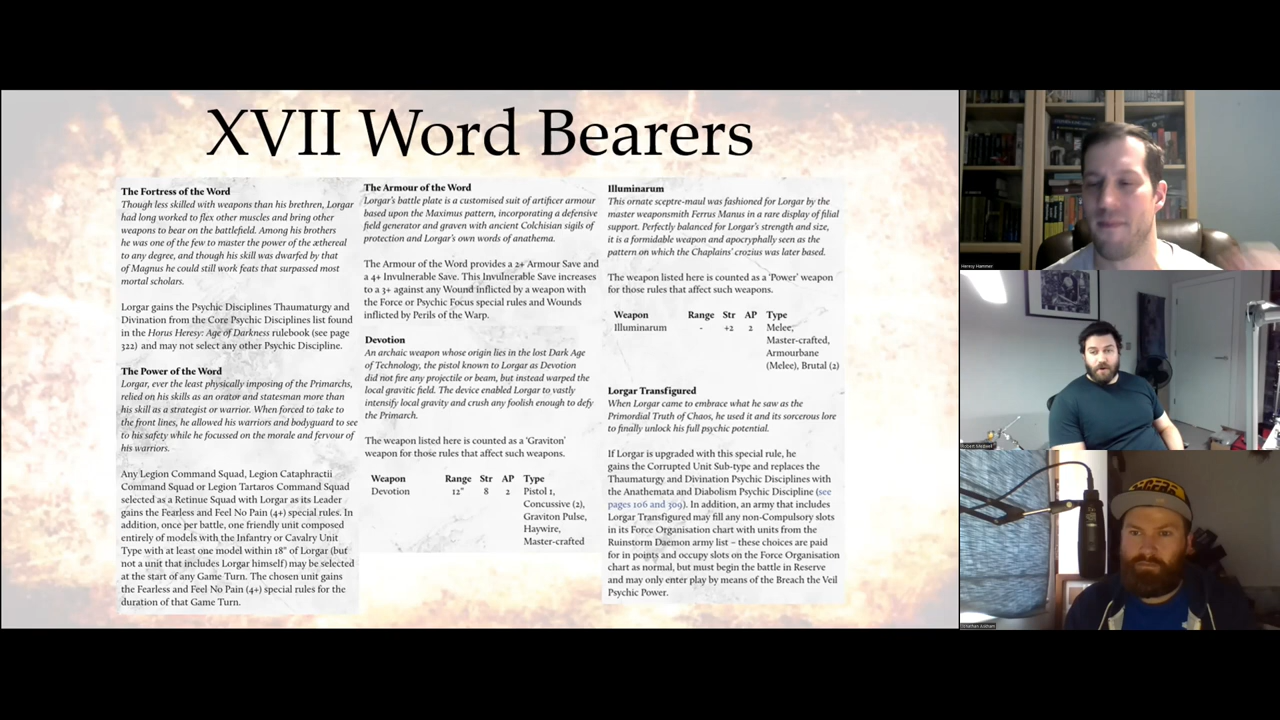 XVII Word Bearers
The Fortress of the Word
Though less skilled with weapons than his brethren, Lorgar
had long worked to flex other muscles and bring other
weapons to bear on the battlefield. Among his brothers
he was one of the few to master the power of the æthereal
to any degree, and though his skill was dwarfed by that
of Magnus he could still work feats that surpassed most
mortal scholars.
Lorgar gains the Psychic Disciplines Thaumaturgy and
Divination from the Core Psychic Disciplines list found
in the Horus Heresy: Age of Darkness rulebook (see page
322) and may not select any other Psychic Discipline.
The Power of the Word
Lorgar, ever the least physically imposing of the Primarchs,
relied on his skills as an orator and statesman more than
his skill as a strategist or warrior. When forced to take to
the front lines, he allowed his warriors and bodyguard to see
to his safety while he focussed on the morale and fervour of
his warriors.
Any Legion Command Squad, Legion Cataphractii
Command Squad or Legion Tartaros Command Squad
selected as a Retinue Squad with Lorgar as its Leader
gains the Fearless and Feel No Pain (4+) special rules. In
addition, once per battle, one friendly unit composed
entirely of models with the Infantry or Cavalry Unit
Type with at least one model within 18" of Lorgar (but
not a unit that includes Lorgar himself) may be selected
at the start of any Game Turn. The chosen unit gains
the Fearless and Feel No Pain (4+) special rules for the
duration of that Game Turn.
The Armour of the Word
Lorgar's battle plate is a customised suit of artificer armour
based upon the Maximus pattern, incorporating a defensive
field generator and graven with ancient Colchisian sigils of
protection and Lorgar's own words of anathema.
The Armour of the Word provides a 2+ Armour Save and
a 4+ Invulnerable Save. This Invulnerable Save increases
to a 3+ against any Wound inflicted by a weapon with
the Force or Psychic Focus special rules and Wounds
inflicted by Perils of the Warp.
Devotion
An archaic weapon whose origin lies in the lost Dark Age
of Technology, the pistol known to Lorgar as Devotion
did not fire any projectile or beam, but instead warped the
local gravitic field. The device enabled Lorgar to vastly
intensify local gravity and crush any foolish enough to defy
the Primarch.
The weapon listed here is counted as a 'Graviton'
weapon for those rules that affect such weapons.
Weapon Range Str AP Type
Devotion 12" 8 2 Pistol 1,
Concussive (2),
Graviton Pulse,
Haywire,
Master-crafted
Illuminarum
This ornate sceptre-maul was fashioned for Lorgar by the
master weaponsmith Ferrus Manus in a rare display of filial
support. Perfectly balanced for Lorgar's strength and size,
it is a formidable weapon and apocryphally seen as the
pattern on which the Chaplains' crozius was later based.
The weapon listed here is counted as a 'Power' weapon
for those rules that affect such weapons.
Weapon Range Str AP Type
Illuminarum - +2 2 Melee,
Master-crafted,
Armourbane
(Melee), Brutal (2)
Lorgar Transfigured
When Lorgar came to embrace what he saw as the
Primordial Truth of Chaos, he used it and its sorcerous lore
to finally unlock his full psychic potential.
If Lorgar is upgraded with this special rule, he
gains the Corrupted Unit Sub-type and replaces the
Thaumaturgy and Divination Psychic Disciplines with
the Anathemata and Diabolism Psychic Discipline (see
pages 106 and 309). In addition, an army that includes
Lorgar Transfigured may fill any non-Compulsory slots
in its Force Organisation chart with units from the
Ruinstorm Daemon army list – these choices are paid
for in points and occupy slots on the Force Organisation
chart as normal, but must begin the battle in Reserve
and may only enter play by means of the Breach the Veil
Psychic Power.